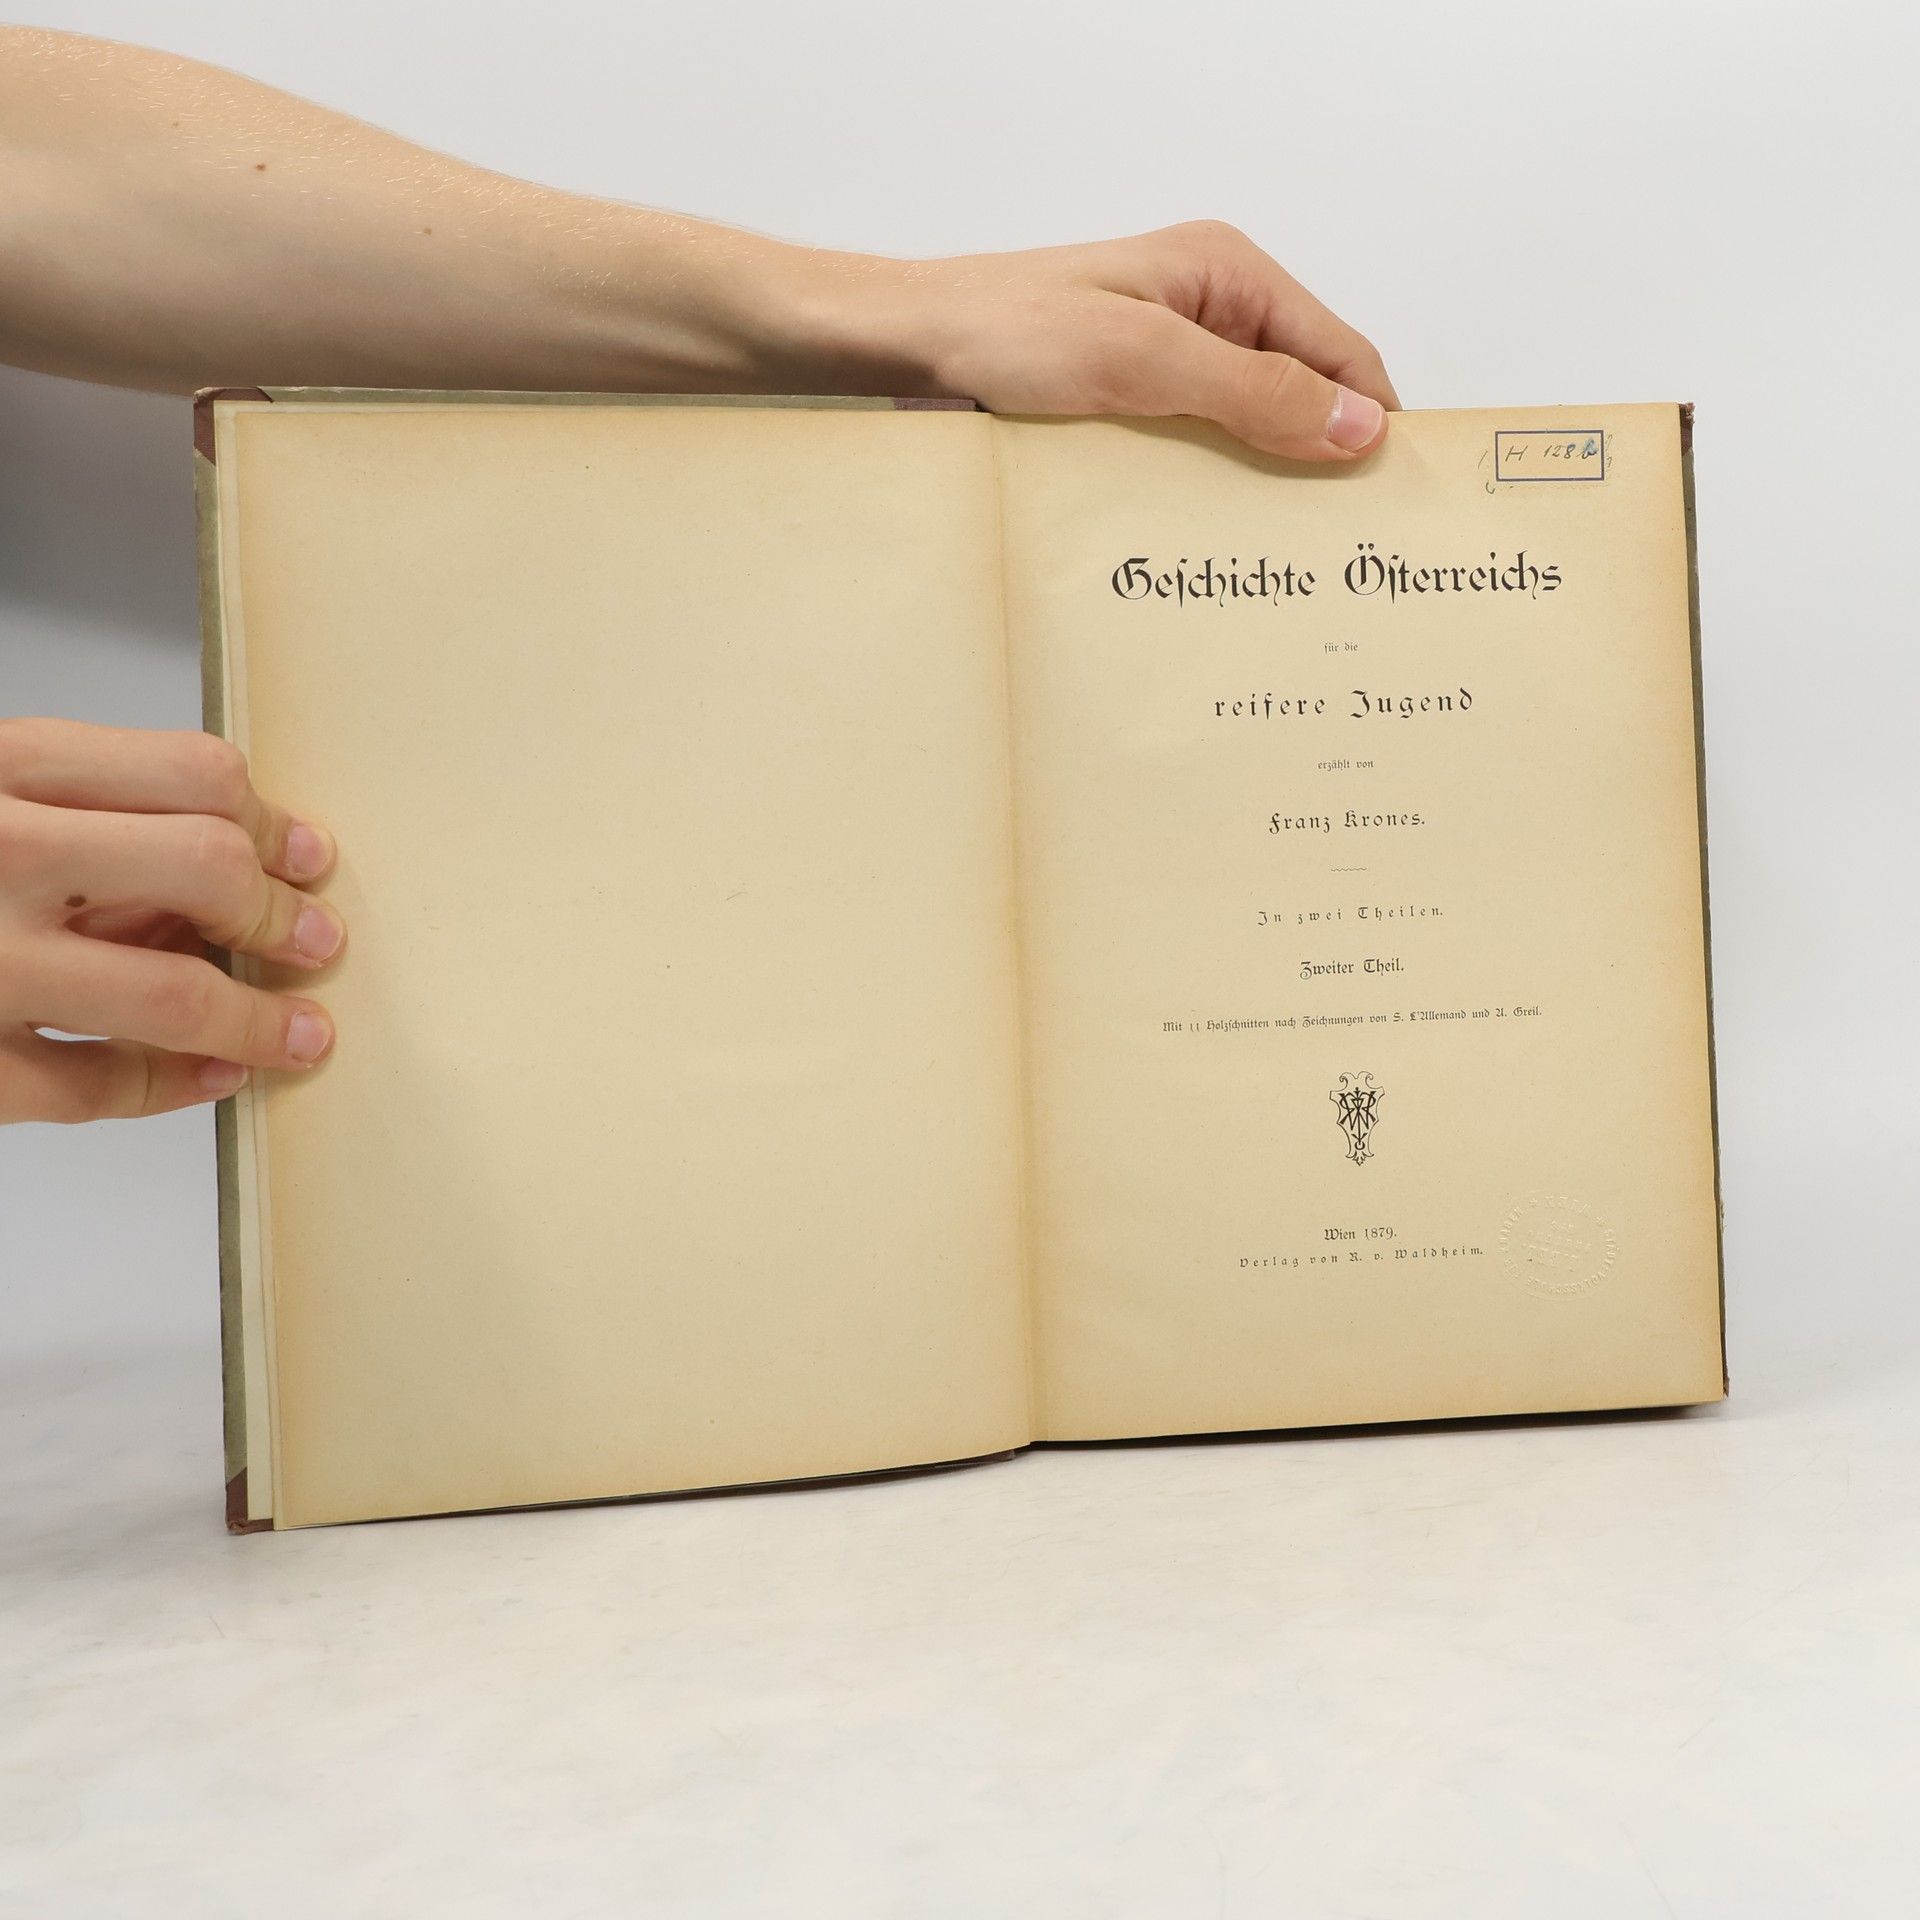 H 128b
Geſchichte Öſterreichs
für die
reifere Jugend
erzählt von
Franz Krones.
In zwei Theilen.
Zweiter Theil.
Mit 11 Holzſchnitten nach Zeichnungen von S. L'Allemand und A. Greil.
Wien 1879.
Verlag von R. v. Waldheim.